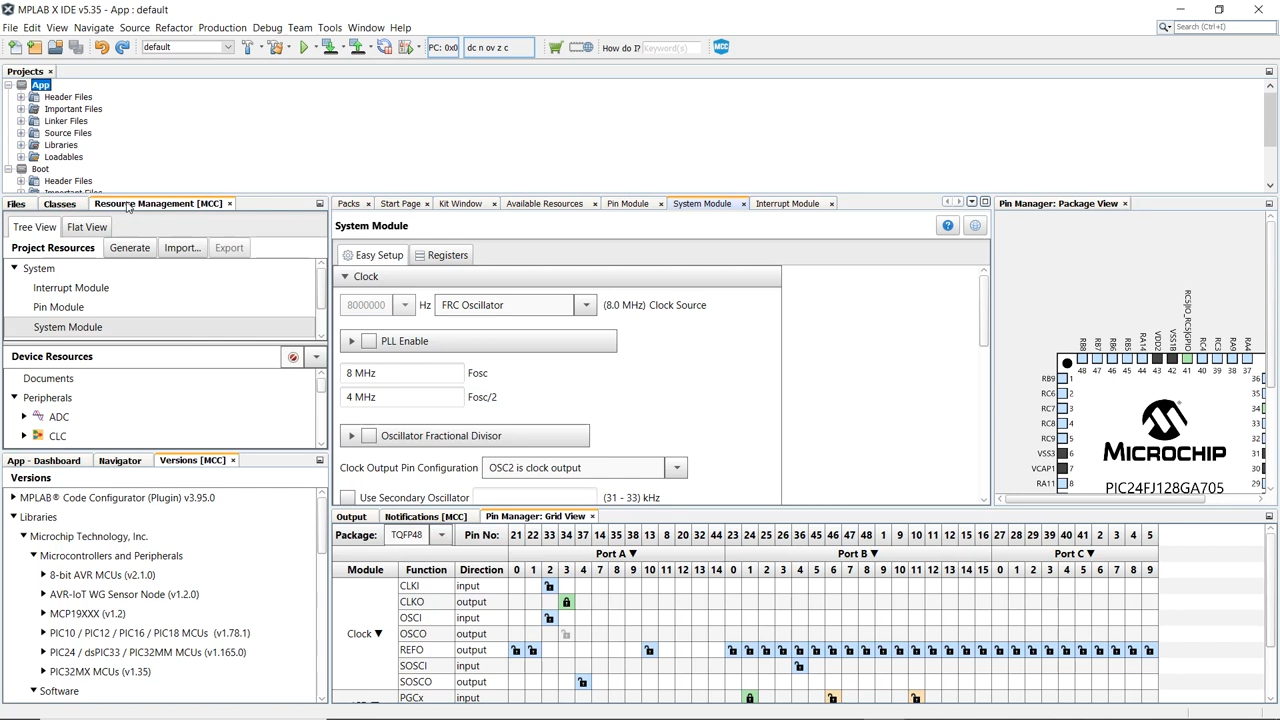 MPLAB X IDE v5.35 - App : default
File Edit View Navigate Source Refactor Production Debug Team Tools Window Help
Search (Ctrl+I)
default
PC: 0x0
dc n ov z c
How do I?
Keyword(s)
MCC
Projects
App
Header Files
Important Files
Linker Files
Source Files
Libraries
Loadables
Boot
Header Files
Files Classes Resource Management [MCC]
Tree View Flat View
Project Resources Generate Import... Export
System
Interrupt Module
Pin Module
System Module
Device Resources
Documents
Peripherals
ADC
CLC
App - Dashboard Navigator Versions [MCC]
Versions
MPLAB® Code Configurator (Plugin) v3.95.0
Libraries
Microchip Technology, Inc.
Microcontrollers and Peripherals
8-bit AVR MCUs (v2.1.0)
AVR-IoT WG Sensor Node (v1.2.0)
MCP19XXX (v1.2)
PIC10 / PIC12 / PIC16 / PIC18 MCUs (v1.78.1)
PIC24 / dsPIC33 / PIC32MM MCUs (v1.165.0)
PIC32MX MCUs (v1.35)
Software
Packs Start Page Kit Window Available Resources Pin Module System Module Interrupt Module
System Module
Easy Setup Registers
Clock
8000000 Hz FRC Oscillator (8.0 MHz) Clock Source
PLL Enable
8 MHz Fosc
4 MHz Fosc/2
Oscillator Fractional Divisor
Clock Output Pin Configuration OSC2 is clock output
Use Secondary Oscillator (31 - 33) kHz
Pin Manager: Package View
RC5|IO_RC5|GPIO
RB8 RB7 RB6 RB5 RA14 VDD2 VSS1B RC4 RC3 RA9 RA4
48 47 46 45 44 43 42 41 40 39 38 37
RB9 1 36
RC6 2 35
RC7 3 34
RC8 4 33
RC9 5 32
VSS3 6 31
VCAP1 7 30
RA11 8 29
MICROCHIP
PIC24FJ128GA705
Output Notifications [MCC] Pin Manager: Grid View
Package: TQFP48 Pin No: 21 22 33 34 37 14 35 38 13 8 20 32 44 23 24 25 36 45 46 47 48 1 9 10 11 12 15 16 27 28 29 40 41 2 3 4 5
Port A ▼ Port B ▼ Port C ▼
Module Function Direction 0 1 2 3 4 7 8 9 10 11 12 13 14 0 1 2 3 4 5 6 7 8 9 10 11 12 13 14 15 0 1 2 3 4 5 6 7 8 9
Clock ▼
CLKI input
CLKO output
OSCI input
OSCO output
REFO output
SOSCI input
SOSCO output
PGCx input